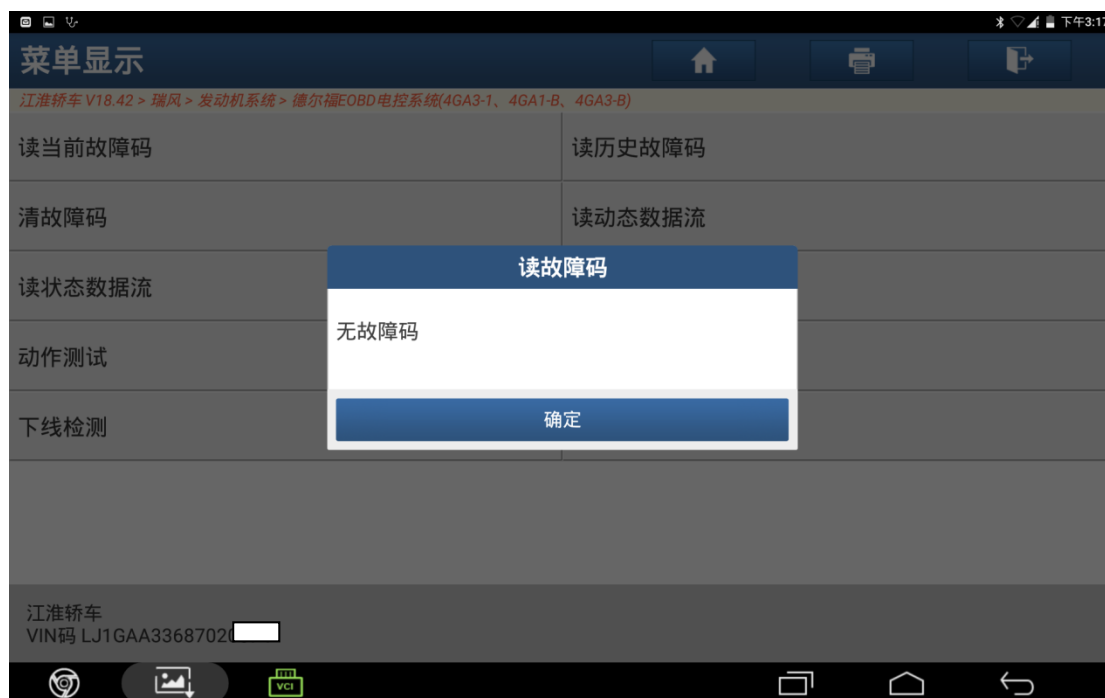 下午3:17
菜单显示
江淮轿车 V18.42 > 瑞风 > 发动机系统 > 德尔福EOBD电控系统(4GA3-1、4GA1-B、4GA3-B)
读当前故障码
读历史故障码
清故障码
读动态数据流
读状态数据流
动作测试
下线检测
读故障码
无故障码
确定
江淮轿车
VIN码 LJ1GAA3368702
VCI